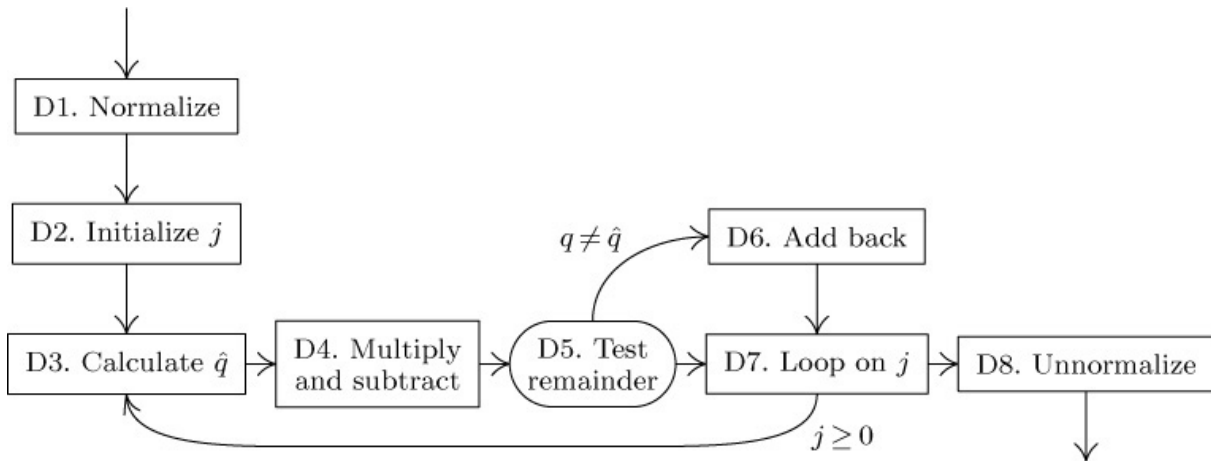 D1. Normalize
D2. Initialize j
q ≠ q̂
D6. Add back
D3. Calculate q̂
D4. Multiply
and subtract
D5. Test
remainder
D7. Loop on j
D8. Unnormalize
j ≥ 0